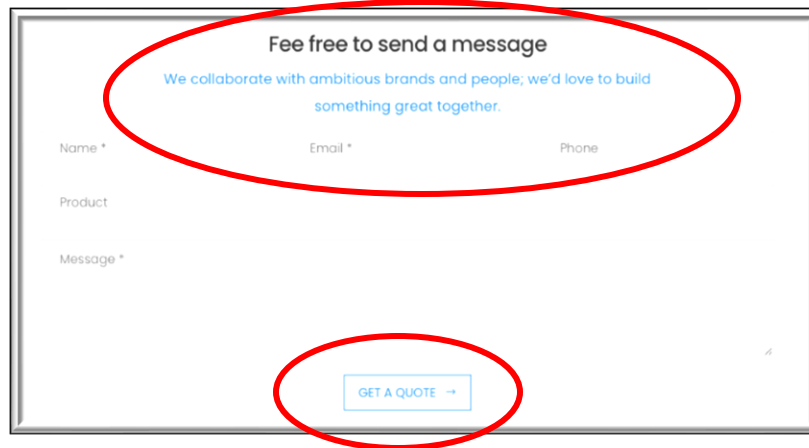 Fee free to send a message
We collaborate with ambitious brands and people; we'd love to build
something great together.
Name * Email * Phone
Product
Message *
GET A QUOTE →